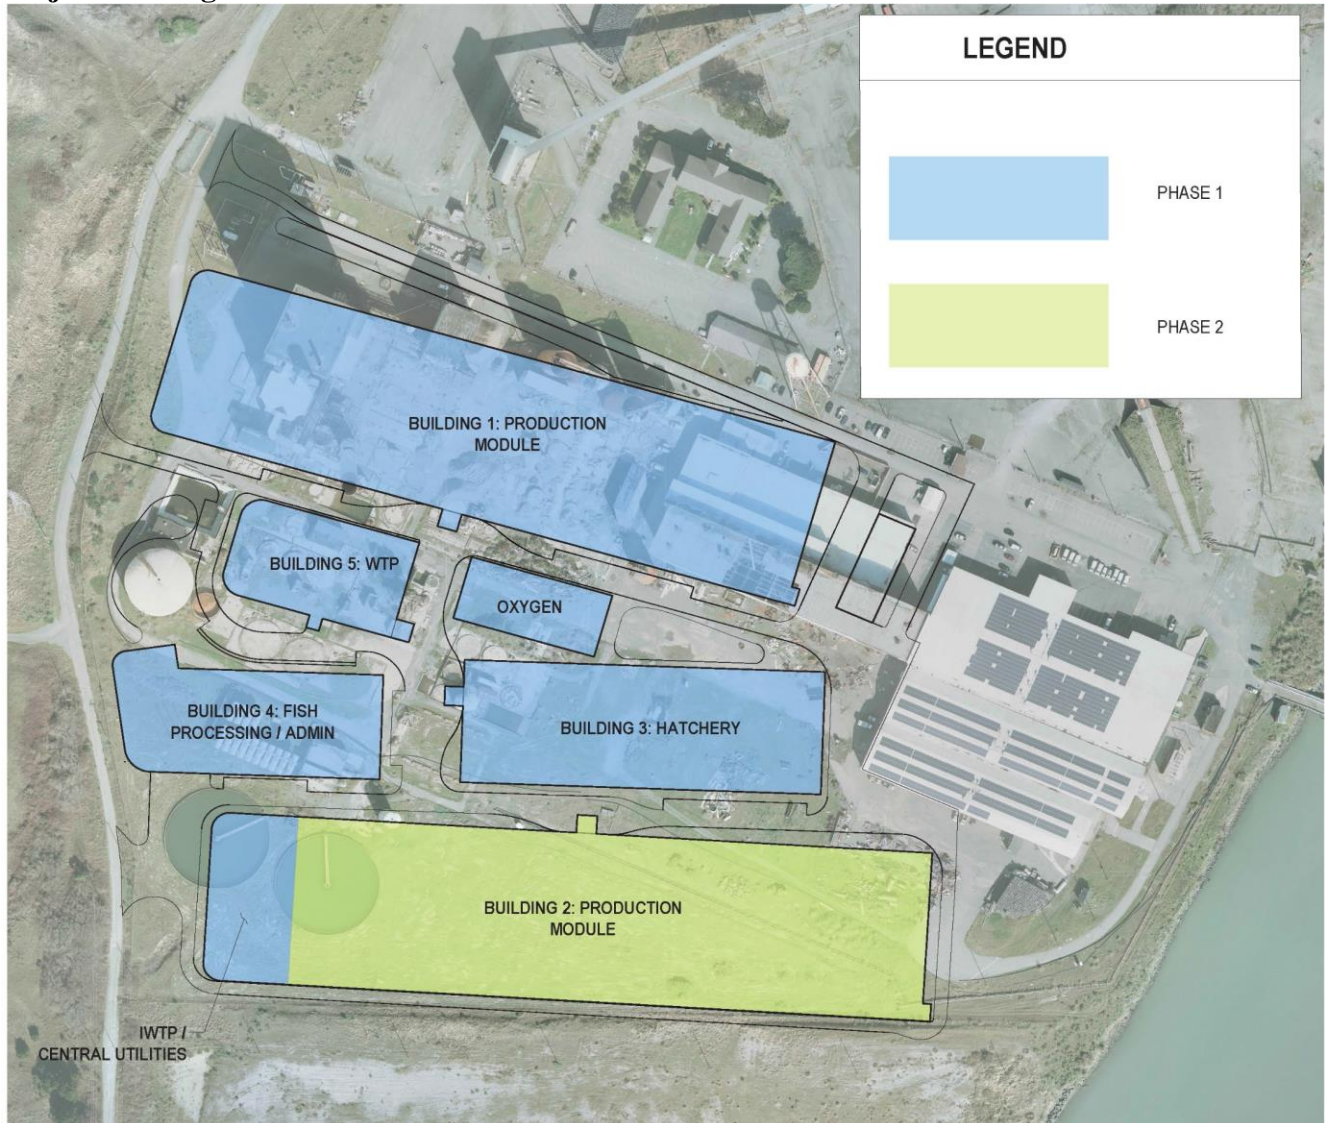 LEGEND
PHASE 1
PHASE 2
BUILDING 1: PRODUCTION
MODULE
BUILDING 5: WTP
OXYGEN
BUILDING 4: FISH
PROCESSING / ADMIN
BUILDING 3: HATCHERY
BUILDING 2: PRODUCTION
MODULE
IWTP /
CENTRAL UTILITIES